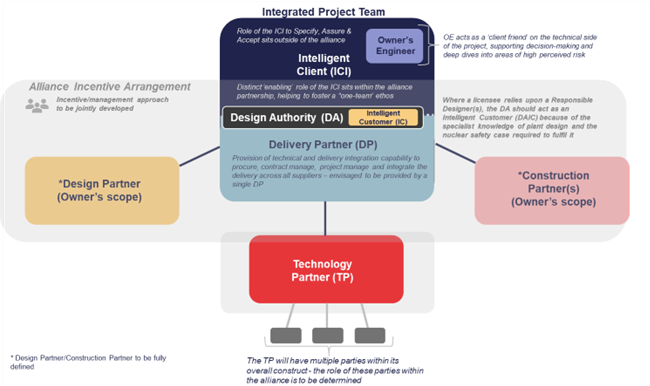 Integrated Project Team
Role of the ICI to Specify, Assure &
Accept sits outside of the alliance
Owner's
Engineer
OE acts as a 'client friend' on the technical side
of the project, supporting decision-making and
deep dives into areas of high perceived risk
Intelligent
Client (ICI)
Distinct 'enabling' role of the ICI sits within the alliance
partnership, helping to foster a "one-team' ethos
Alliance Incentive Arrangement
Incentive/management approach
to be jointly developed
Design Authority (DA)
Intelligent
Customer (IC)
Where a licensee relies upon a Responsible
Designer(s), the DA should act as an
Intelligent Customer (DAIC) because of the
specialist knowledge of plant design and the
nuclear safety case required to fulfil it
Delivery Partner (DP)
Provision of technical and delivery integration capability to
procure, contract manage, project manage and integrate the
delivery across all suppliers – envisaged to be provided by a
single DP
*Design Partner
(Owner's scope)
*Construction
Partner(s)
(Owner's scope)
Technology
Partner (TP)
* Design Partner/Construction Partner to be fully
defined
The TP will have multiple parties within its
overall construct - the role of these parties within
the alliance is to be determined